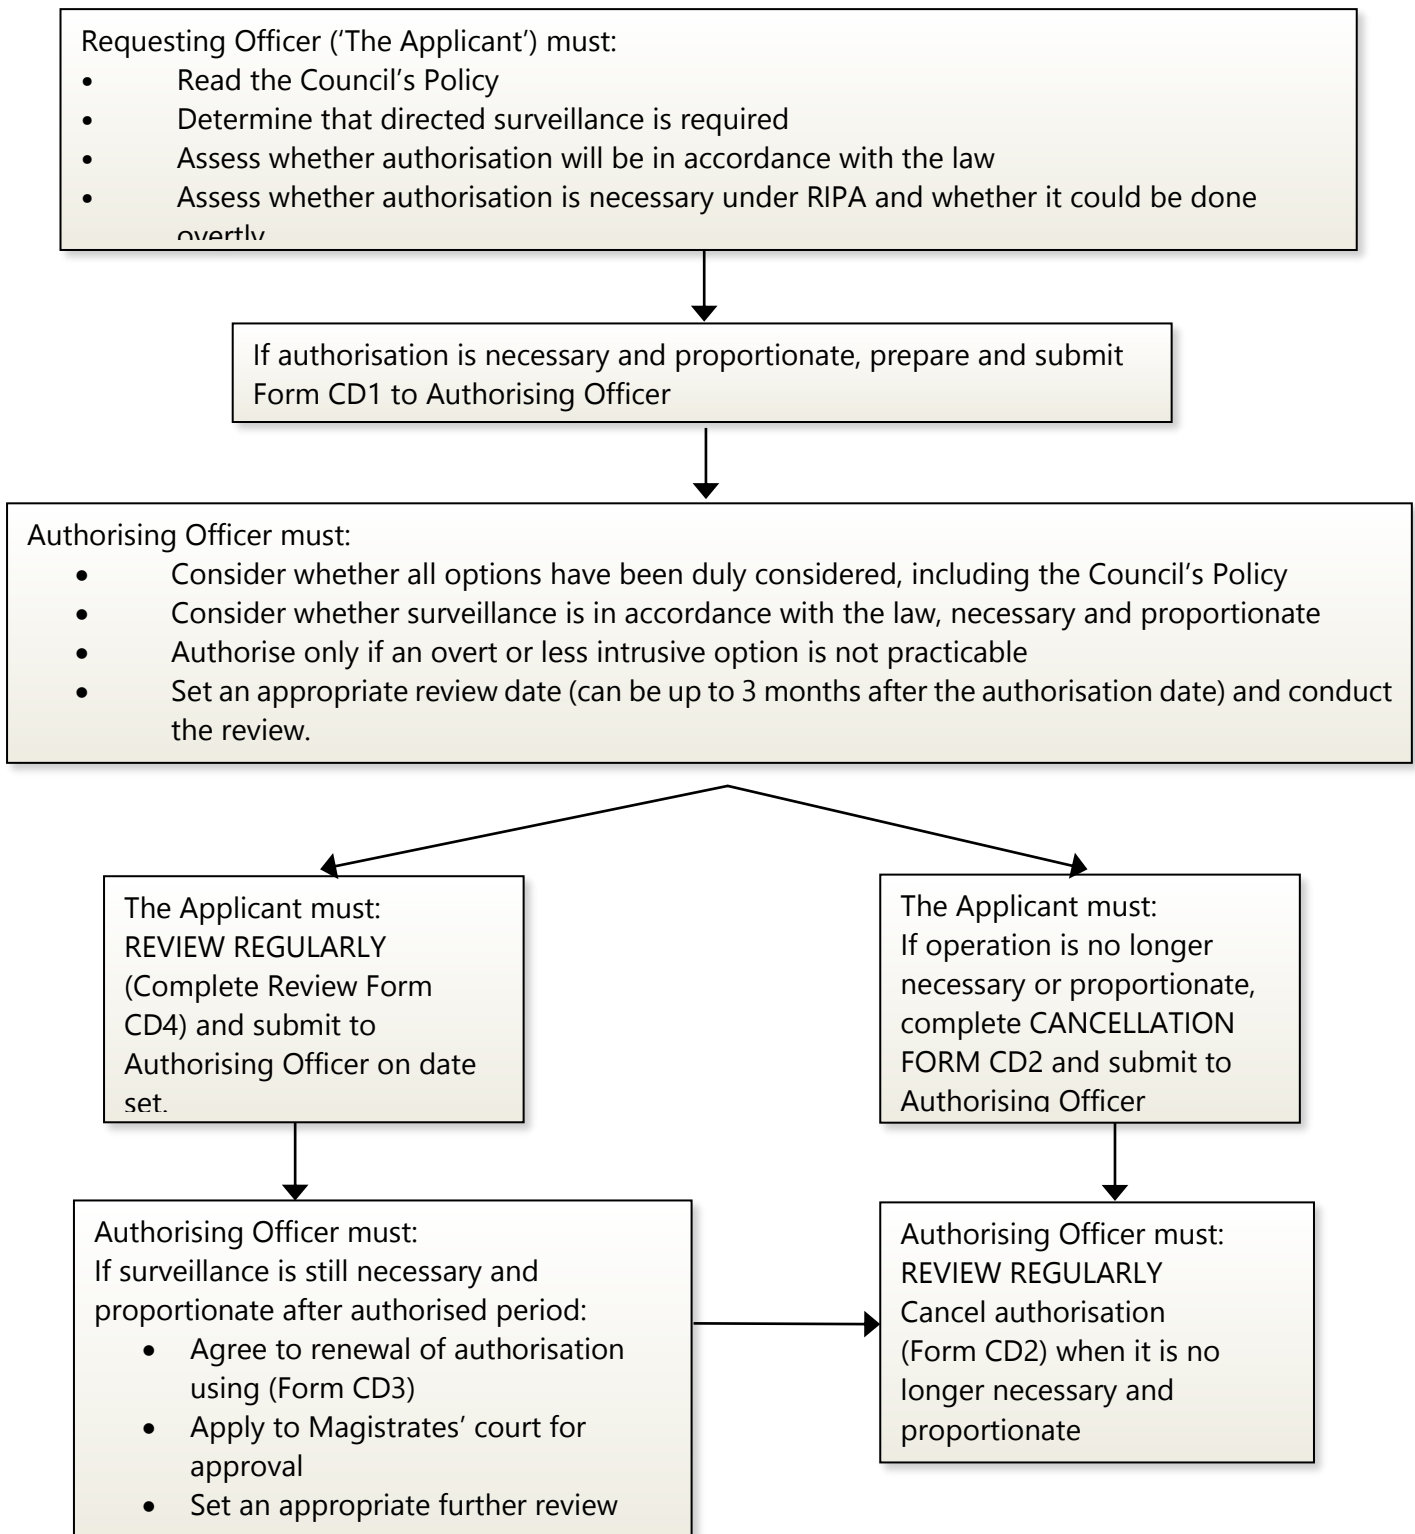 Requesting Officer (‘The Applicant’) must:
• Read the Council’s Policy
• Determine that directed surveillance is required
• Assess whether authorisation will be in accordance with the law
• Assess whether authorisation is necessary under RIPA and whether it could be done
overtly
If authorisation is necessary and proportionate, prepare and submit
Form CD1 to Authorising Officer
Authorising Officer must:
• Consider whether all options have been duly considered, including the Council’s Policy
• Consider whether surveillance is in accordance with the law, necessary and proportionate
• Authorise only if an overt or less intrusive option is not practicable
• Set an appropriate review date (can be up to 3 months after the authorisation date) and conduct
the review.
The Applicant must:
REVIEW REGULARLY
(Complete Review Form
CD4) and submit to
Authorising Officer on date
set.
The Applicant must:
If operation is no longer
necessary or proportionate,
complete CANCELLATION
FORM CD2 and submit to
Authorising Officer
Authorising Officer must:
If surveillance is still necessary and
proportionate after authorised period:
• Agree to renewal of authorisation
using (Form CD3)
• Apply to Magistrates’ court for
approval
• Set an appropriate further review
Authorising Officer must:
REVIEW REGULARLY
Cancel authorisation
(Form CD2) when it is no
longer necessary and
proportionate